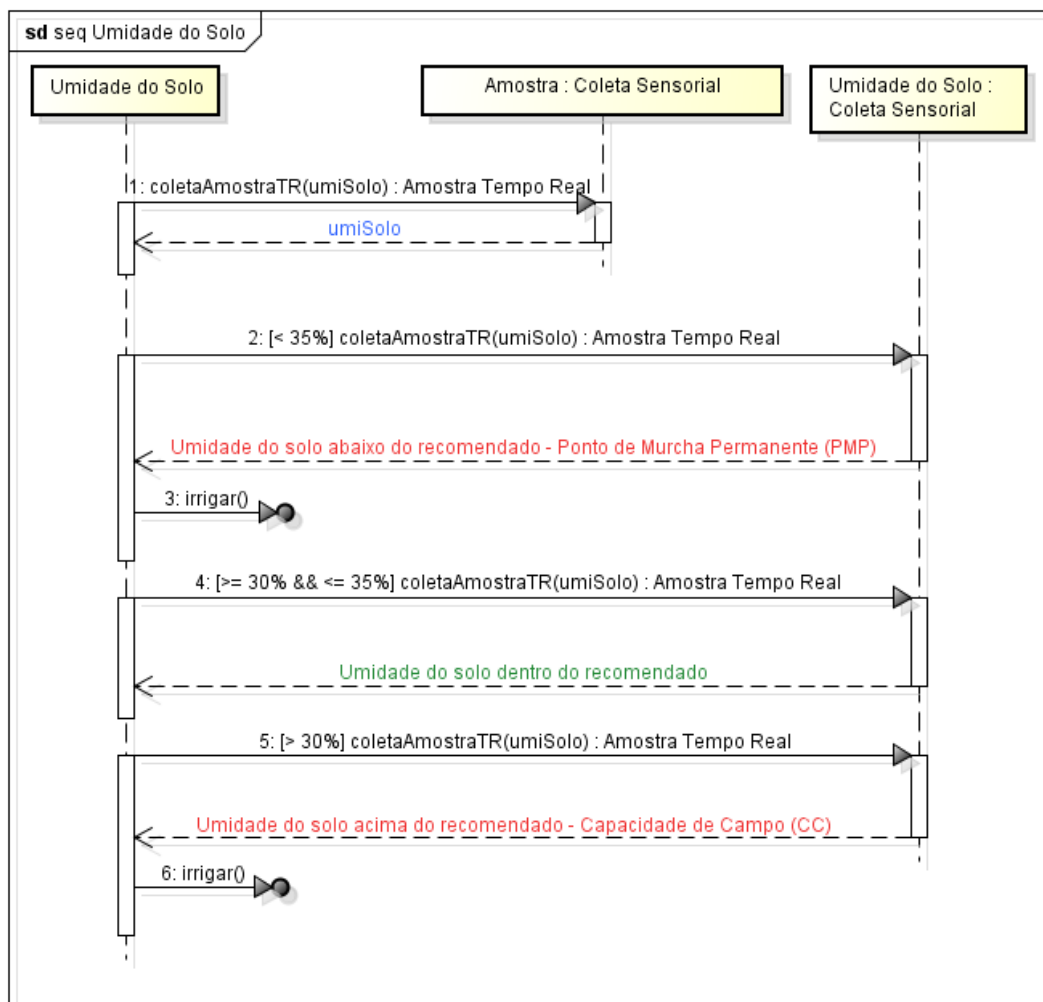 sd seq Umidade do Solo
Umidade do Solo
Amostra : Coleta Sensorial
Umidade do Solo :
Coleta Sensorial
1: coletaAmostraTR(umiSolo) : Amostra Tempo Real
umiSolo
2: [< 35%] coletaAmostraTR(umiSolo) : Amostra Tempo Real
Umidade do solo abaixo do recomendado - Ponto de Murcha Permanente (PMP)
3: irrigar()
4: [>= 30% && <= 35%] coletaAmostraTR(umiSolo) : Amostra Tempo Real
Umidade do solo dentro do recomendado
5: [> 30%] coletaAmostraTR(umiSolo) : Amostra Tempo Real
Umidade do solo acima do recomendado - Capacidade de Campo (CC)
6: irrigar()